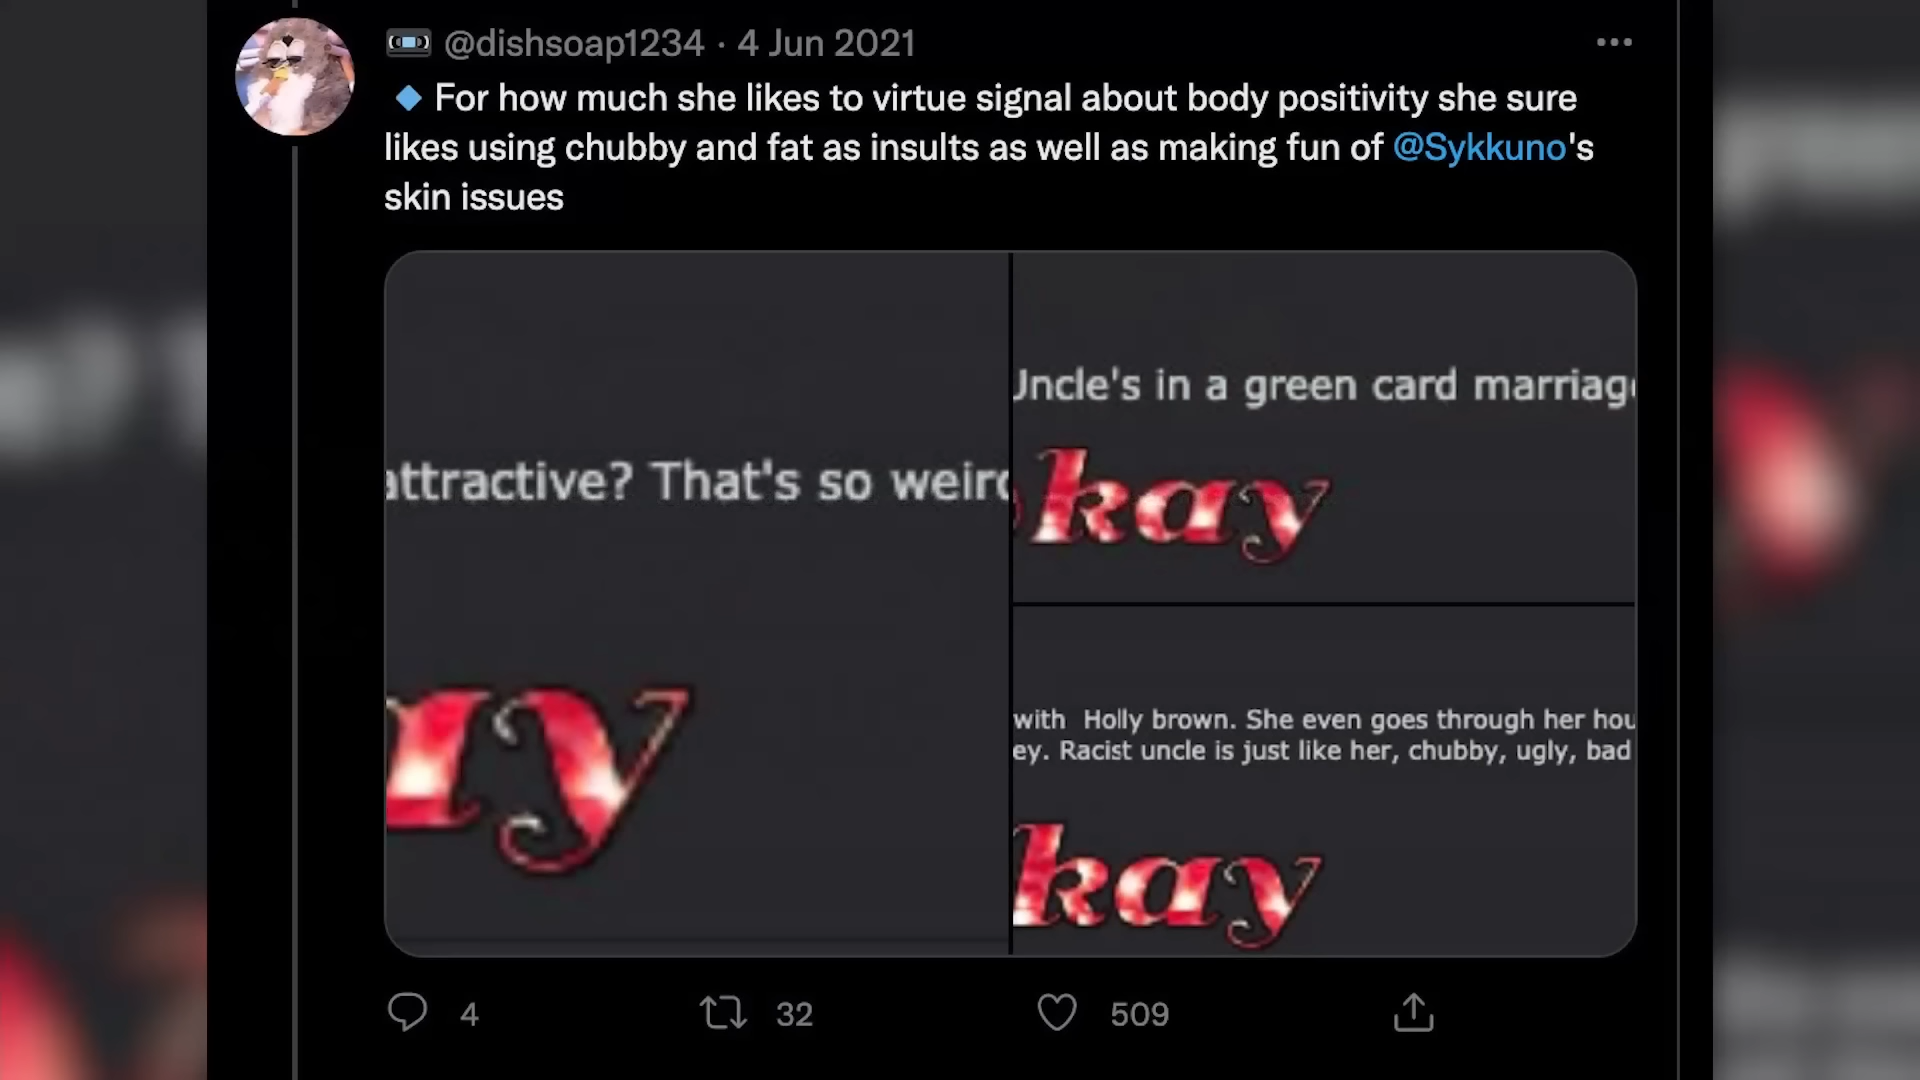 @dishsoap1234 · 4 Jun 2021
For how much she likes to virtue signal about body positivity she sure
likes using chubby and fat as insults as well as making fun of @Sykkuno's
skin issues
attractive? That's so weird
ay
Uncle's in a green card marriage
kay
with Holly brown. She even goes through her hou
ey. Racist uncle is just like her, chubby, ugly, bad
kay
4 32 509